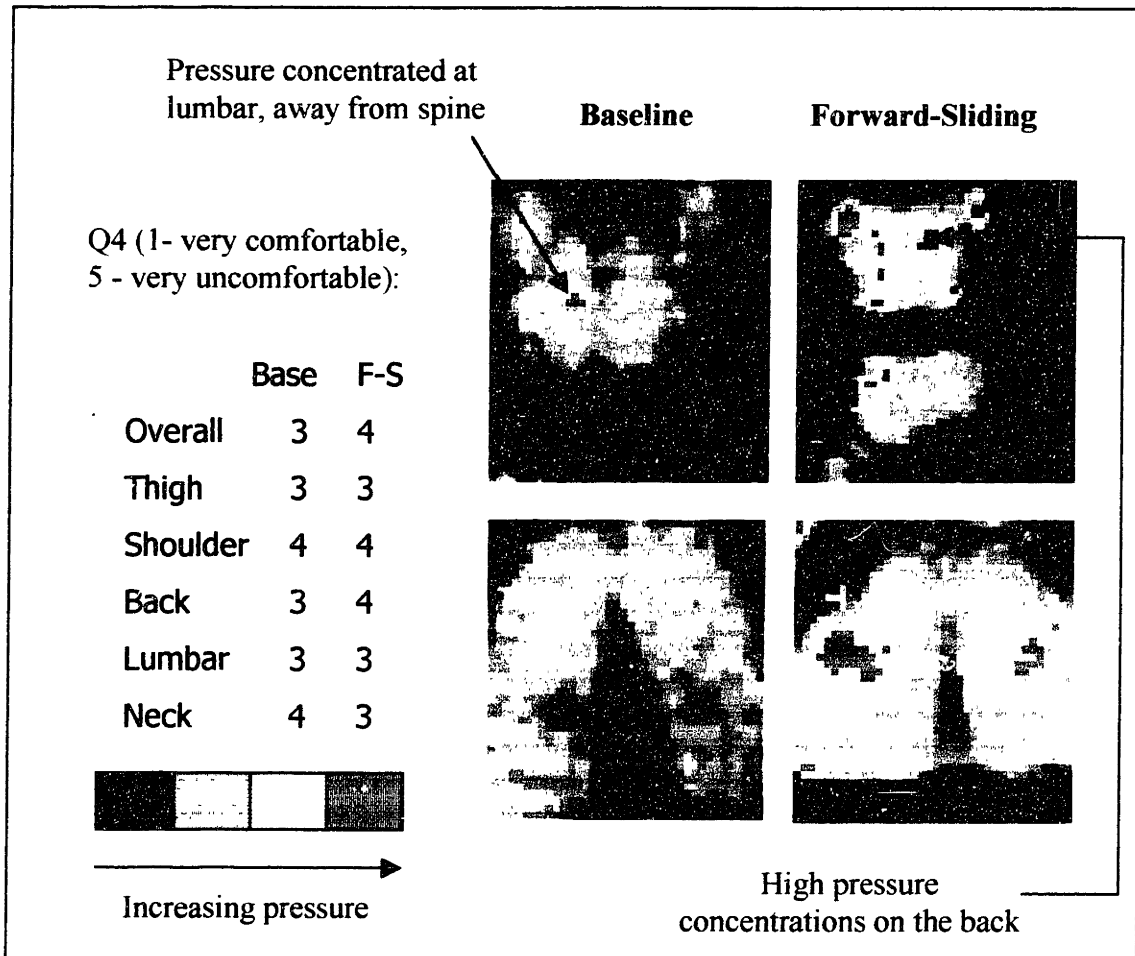 Pressure concentrated at
lumbar, away from spine
Baseline
Forward-Sliding
Q4 (1- very comfortable,
5 - very uncomfortable):
Base F-S
Overall 3 4
Thigh 3 3
Shoulder 4 4
Back 3 4
Lumbar 3 3
Neck 4 3
Increasing pressure
High pressure
concentrations on the back